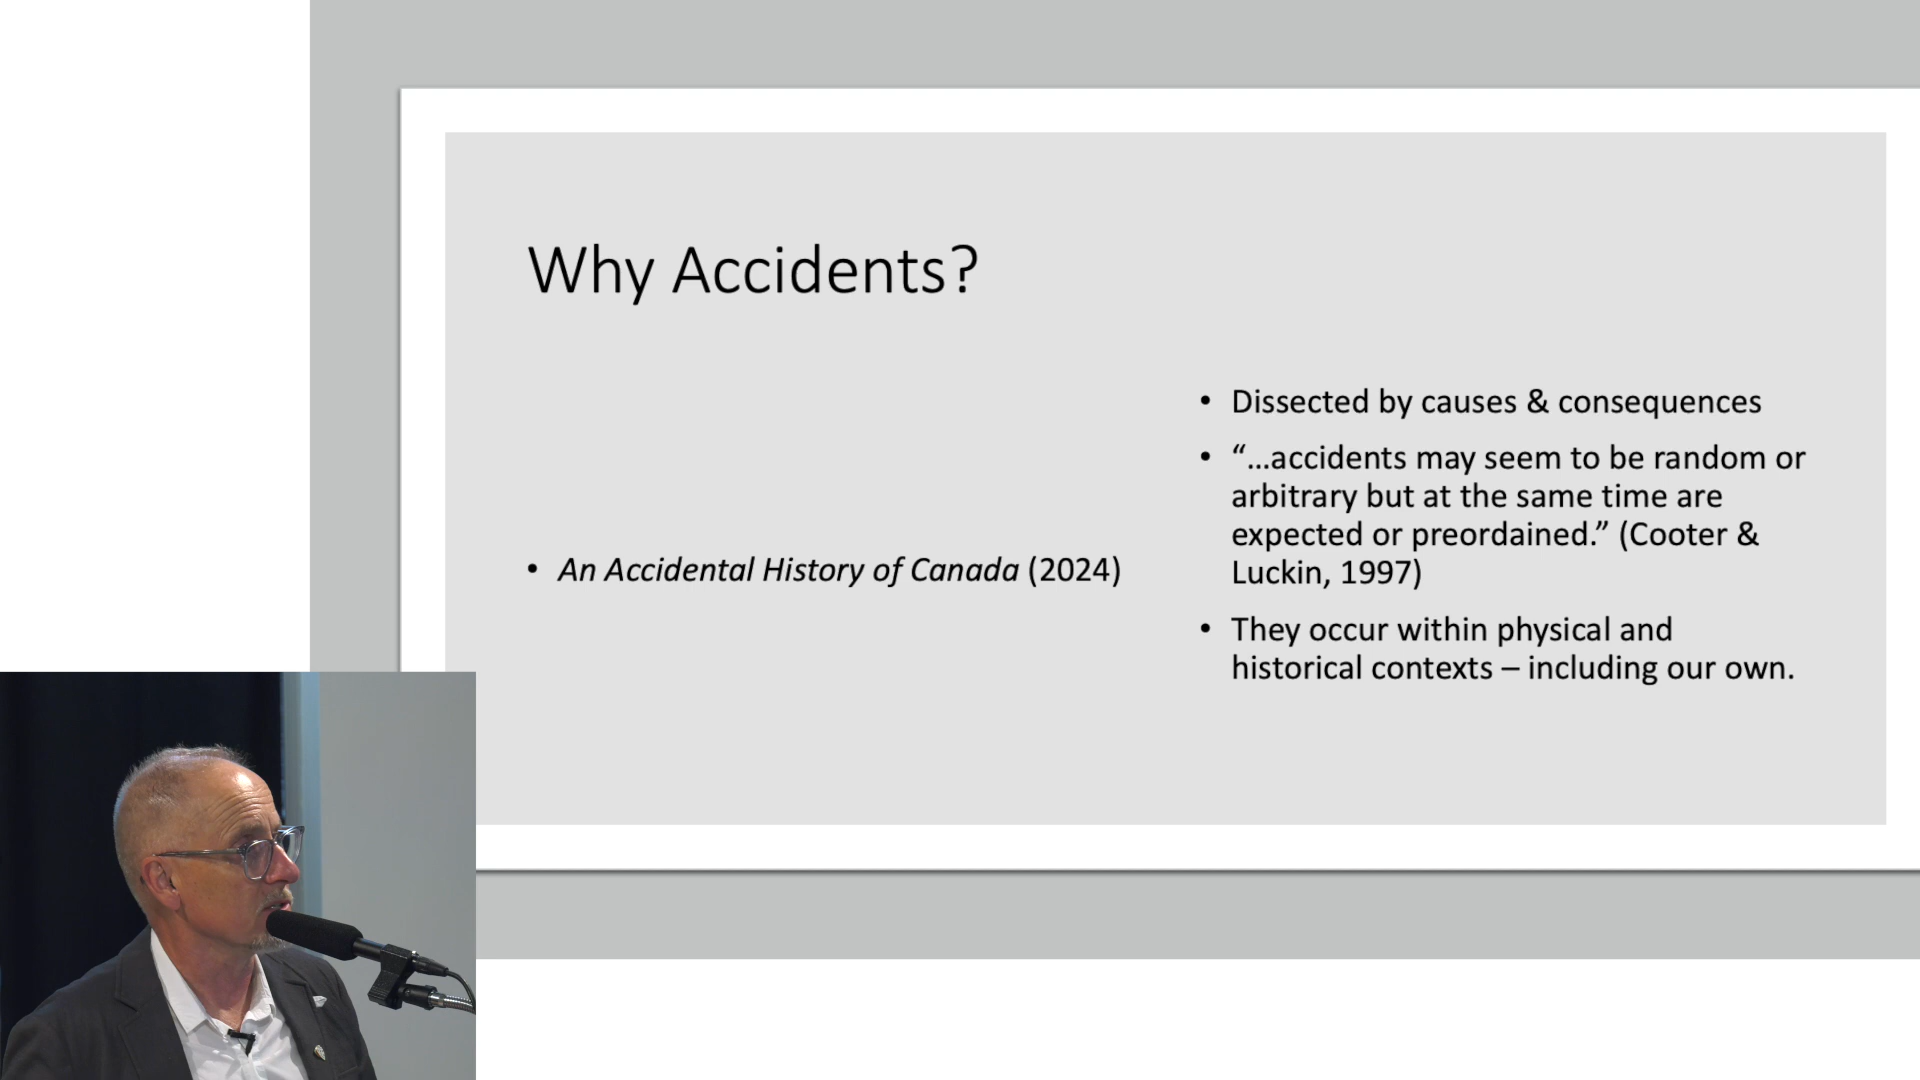 Why Accidents?
• An Accidental History of Canada (2024)
• Dissected by causes & consequences
• “…accidents may seem to be random or
arbitrary but at the same time are
expected or preordained.” (Cooter &
Luckin, 1997)
• They occur within physical and
historical contexts – including our own.